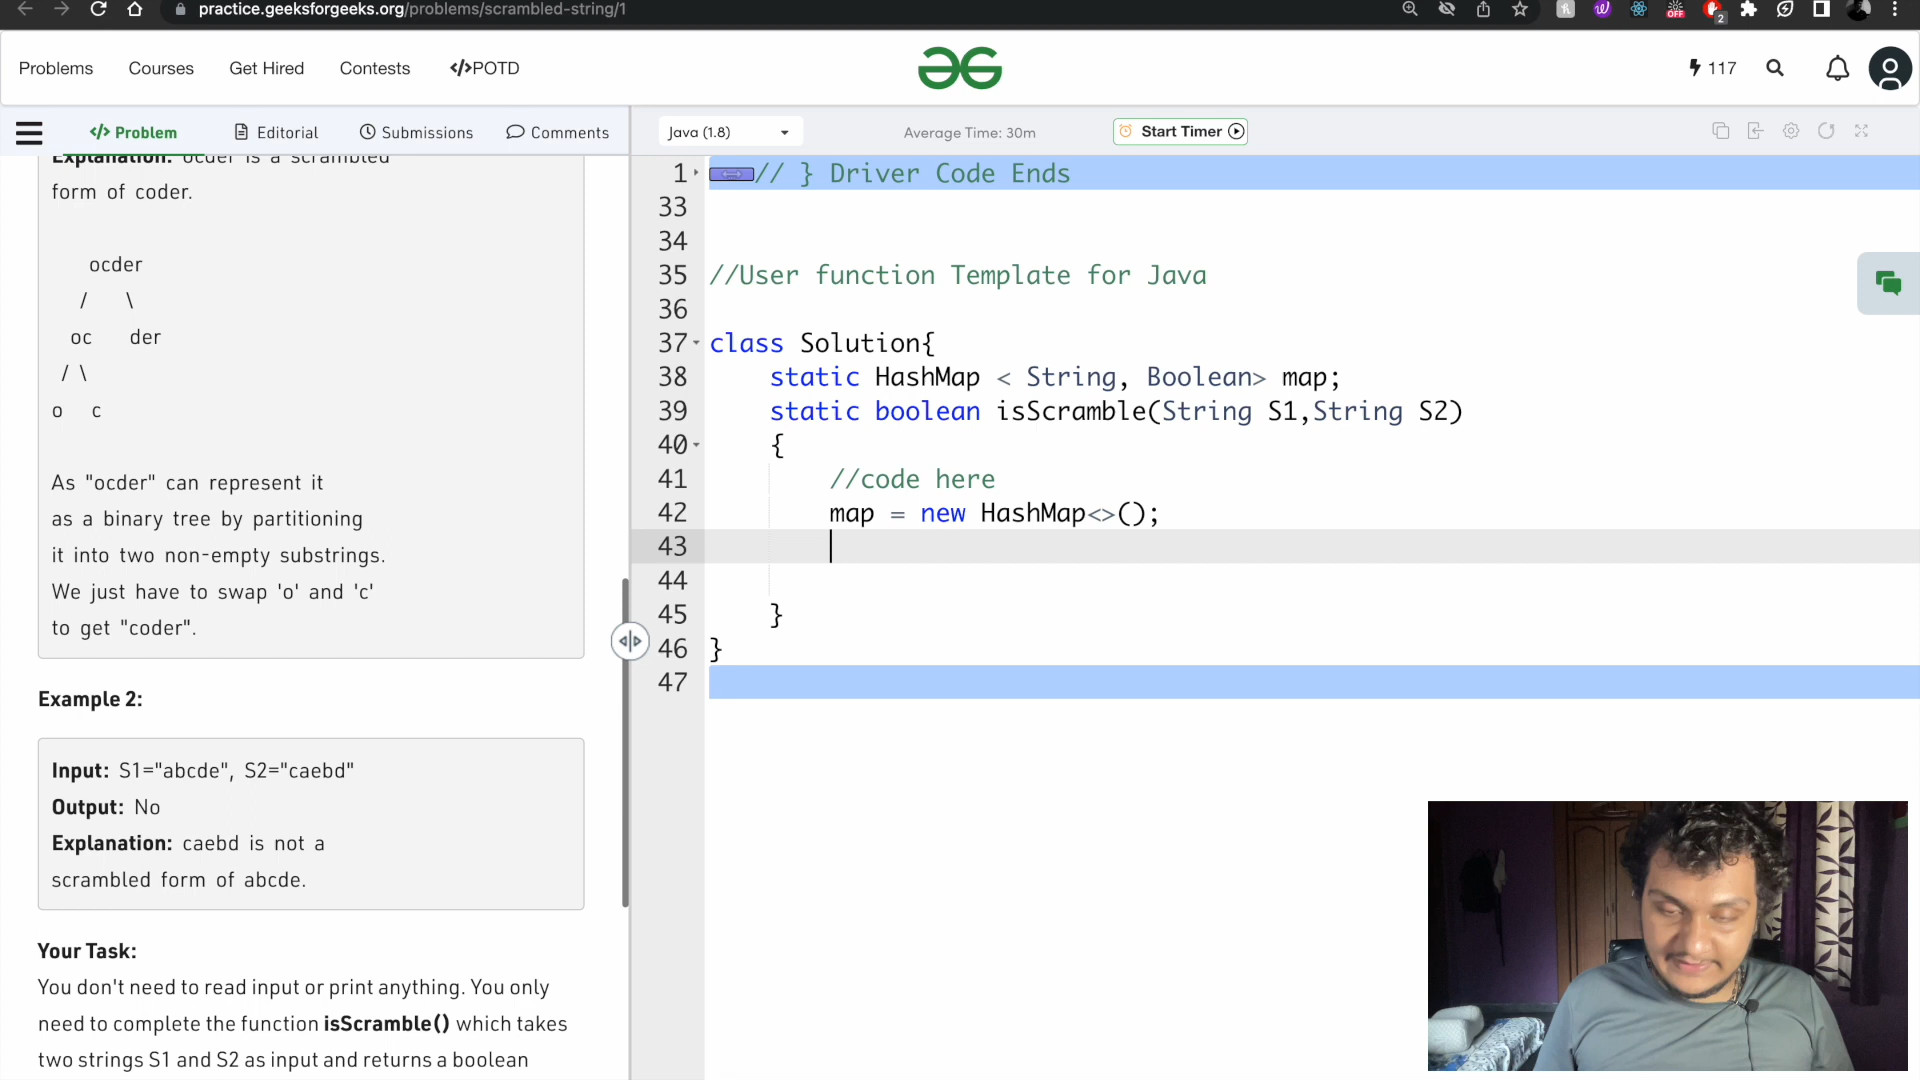 practice.geeksforgeeks.org/problems/scrambled-string/1
2
OFF
Problems Courses Get Hired Contests </>POTD
117
</> Problem Editorial Submissions Comments
Java (1.8) Average Time: 30m Start Timer
Explanation: ocder is a scrambled
form of coder.
ocder
/ \
oc der
/ \
o c
As "ocder" can represent it
as a binary tree by partitioning
it into two non-empty substrings.
We just have to swap 'o' and 'c'
to get "coder".
Example 2:
Input: S1="abcde", S2="caebd"
Output: No
Explanation: caebd is not a
scrambled form of abcde.
Your Task:
You don't need to read input or print anything. You only
need to complete the function isScramble() which takes
two strings S1 and S2 as input and returns a boolean
1 // } Driver Code Ends
33
34
35 //User function Template for Java
36
37 class Solution{
38 static HashMap < String, Boolean> map;
39 static boolean isScramble(String S1,String S2)
40 {
41 //code here
42 map = new HashMap<>();
43
44
45 }
46 }
47